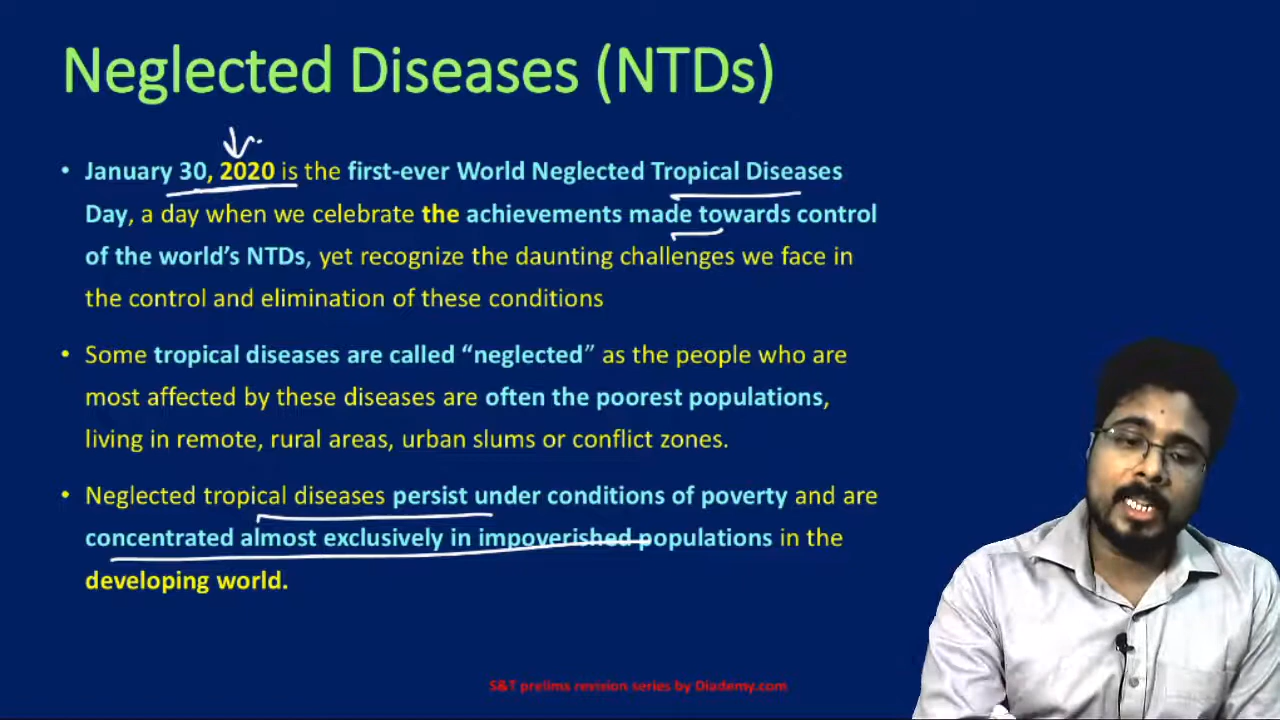 Neglected Diseases (NTDs)
• January 30, 2020 is the first-ever World Neglected Tropical Diseases
Day, a day when we celebrate the achievements made towards control
of the world’s NTDs, yet recognize the daunting challenges we face in
the control and elimination of these conditions
• Some tropical diseases are called “neglected” as the people who are
most affected by these diseases are often the poorest populations,
living in remote, rural areas, urban slums or conflict zones.
• Neglected tropical diseases persist under conditions of poverty and are
concentrated almost exclusively in impoverished populations in the
developing world.
S&T prelims revision series by Diademy.com